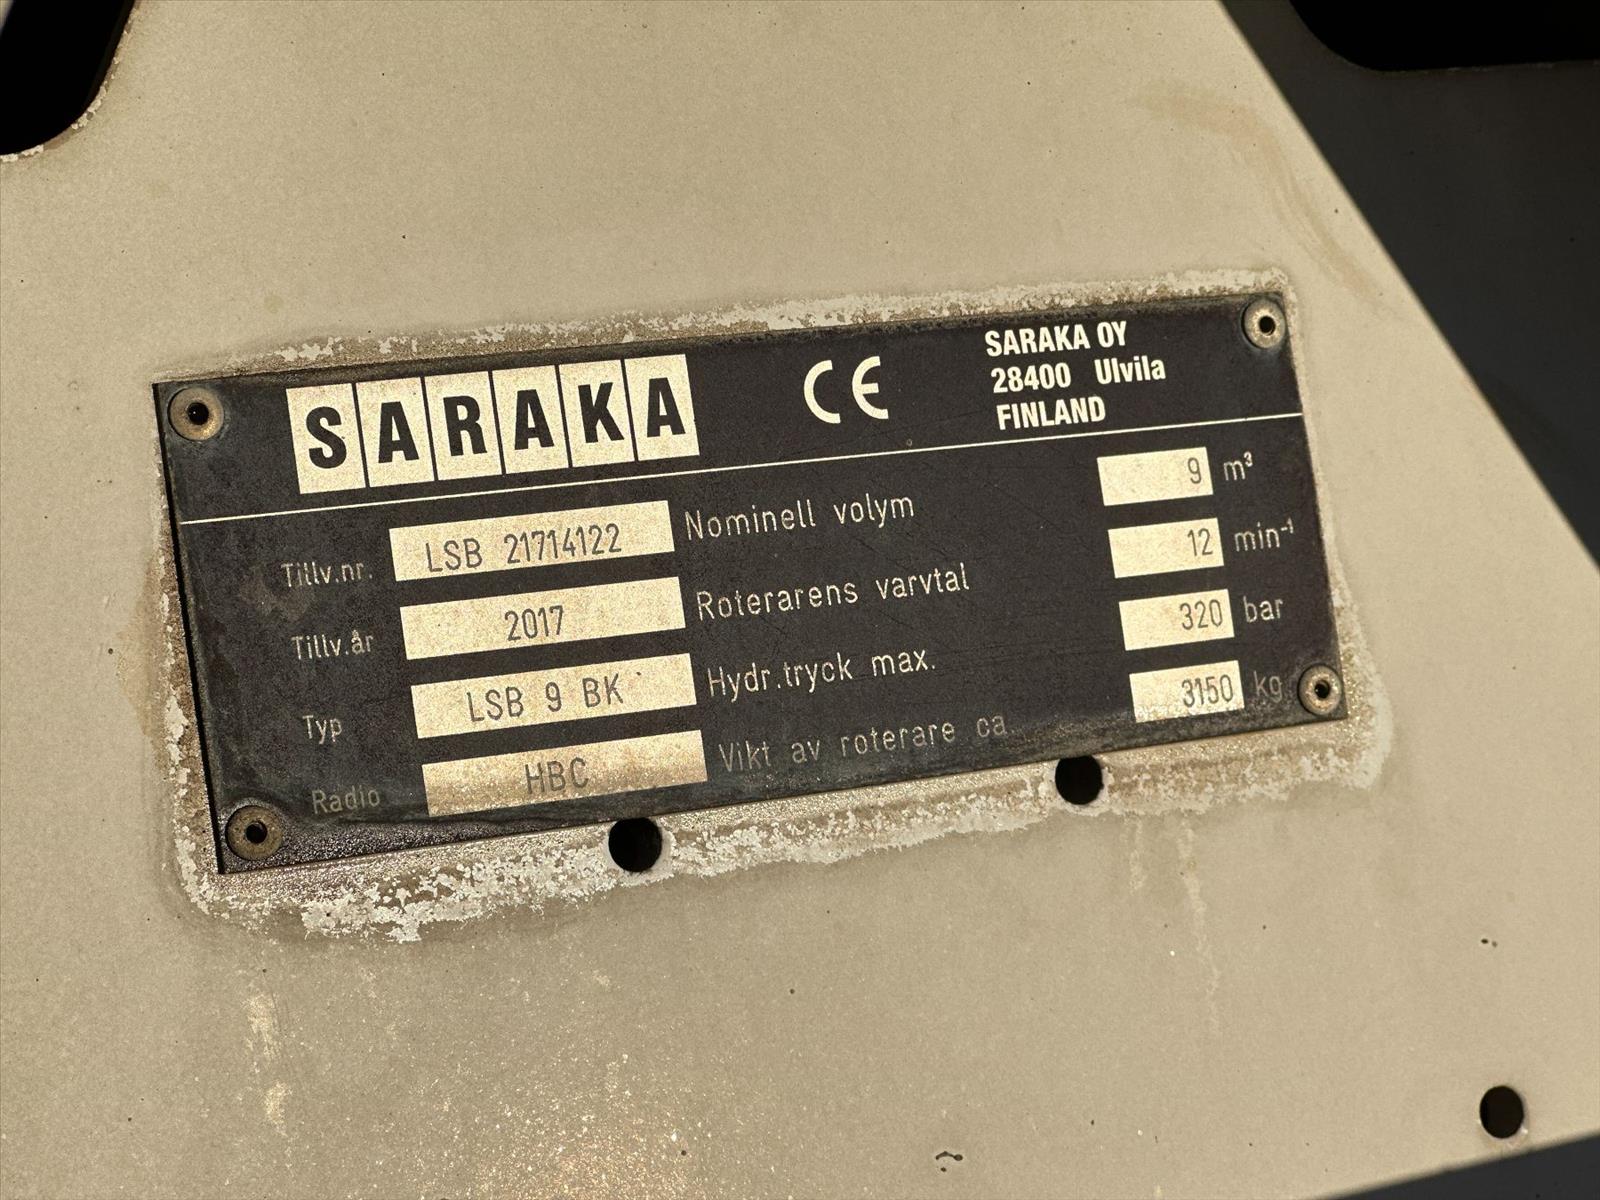 SARAKA CE SARAKA OY
28400 Ulvila
FINLAND
Tillv.nr. LSB 21714122 Nominell volym 9 m³
Tillv.år 2017 Roterarens varvtal 12 min⁻¹
Typ LSB 9 BK Hydr.tryck max. 320 bar
Radio HBC Vikt av roterare ca. 3150 kg